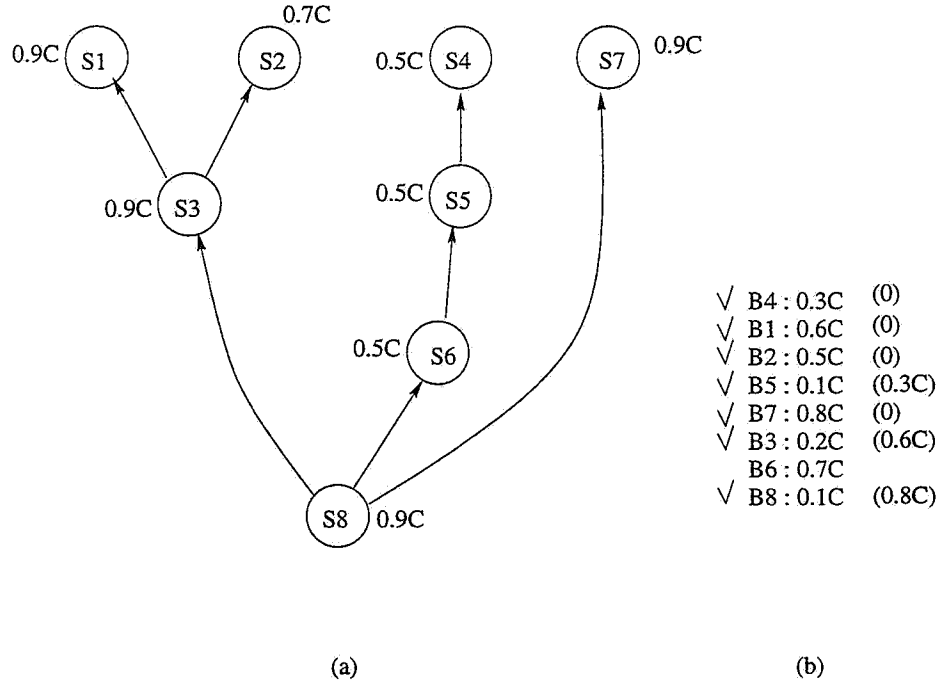 0.7C
0.9C S1 S2 0.5C S4 S7 0.9C
0.5C S5
0.9C S3
√ B4 : 0.3C (0)
√ B1 : 0.6C (0)
0.5C S6 √ B2 : 0.5C (0)
√ B5 : 0.1C (0.3C)
√ B7 : 0.8C (0)
√ B3 : 0.2C (0.6C)
B6 : 0.7C
√ B8 : 0.1C (0.8C)
S8 0.9C
(a) (b)